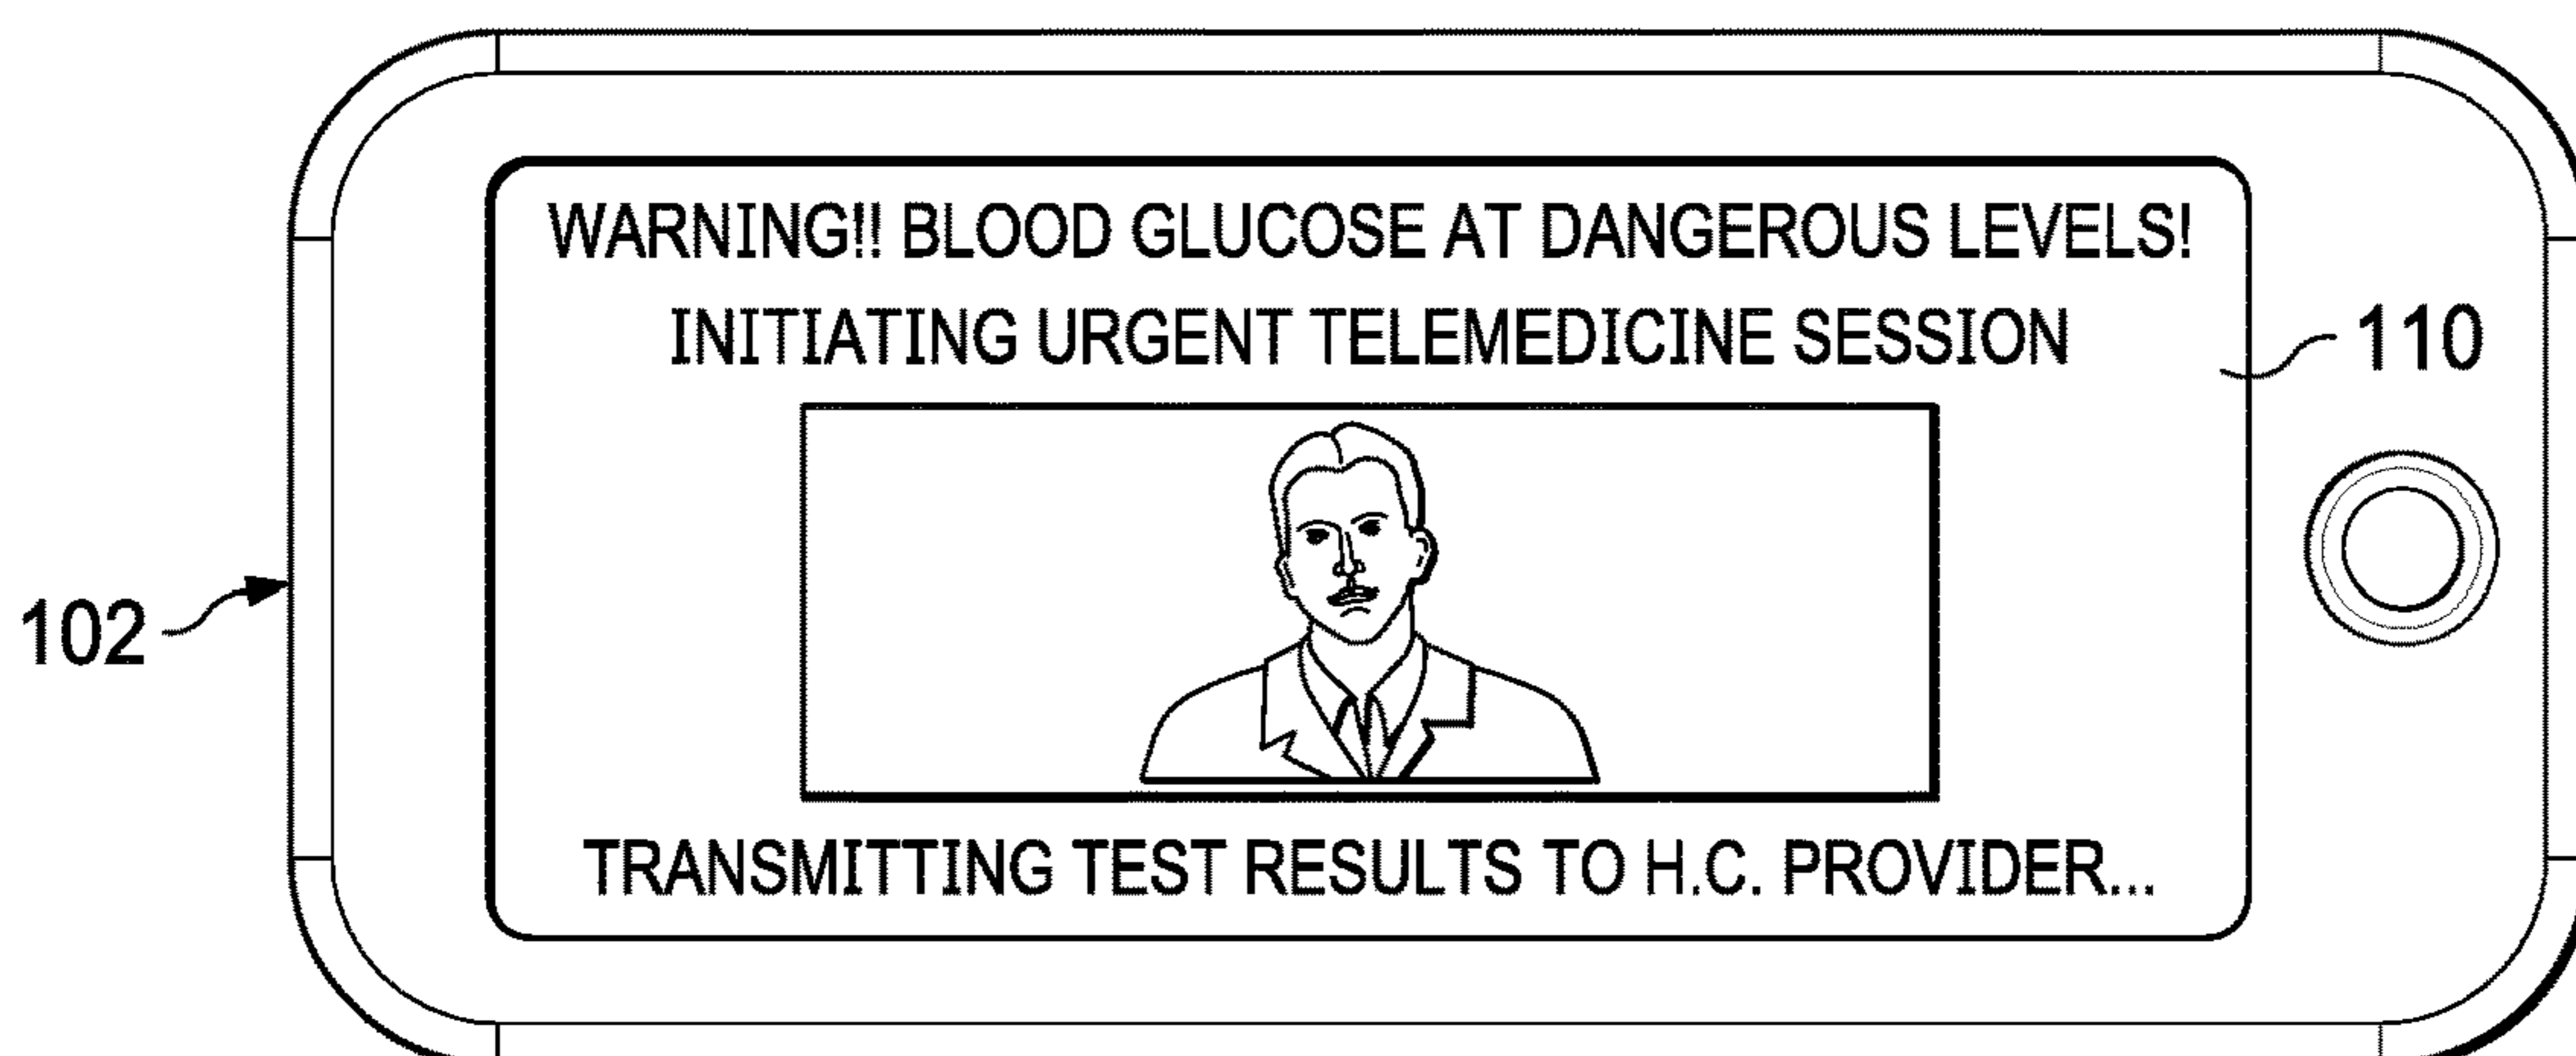 WARNING!! BLOOD GLUCOSE AT DANGEROUS LEVELS!
INITIATING URGENT TELEMEDICINE SESSION
110
102
TRANSMITTING TEST RESULTS TO H.C. PROVIDER...